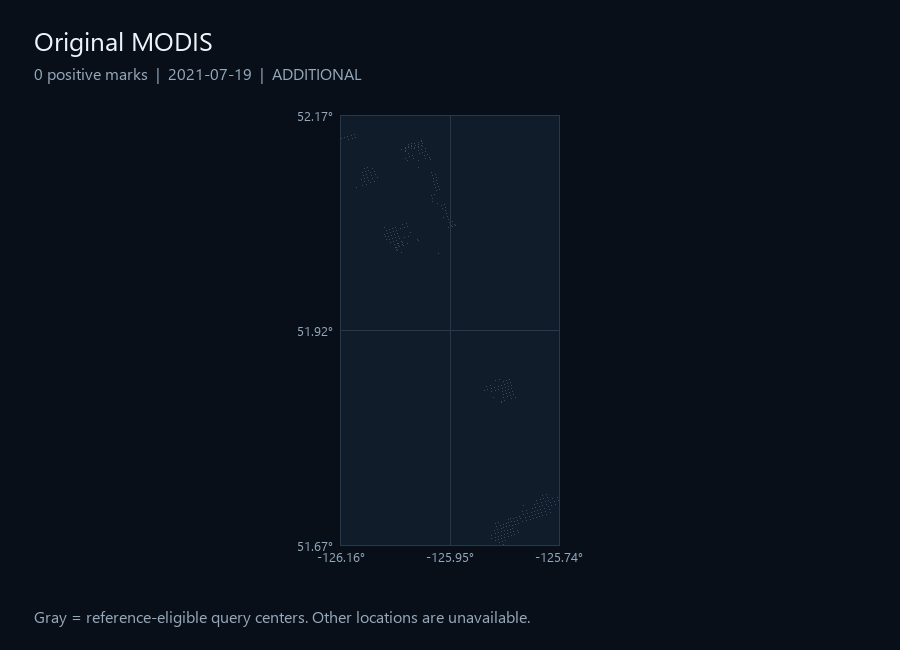 Original MODIS
0 positive marks | 2021-07-19 | ADDITIONAL
52.17°
51.92°
51.67°
-126.16° -125.95° -125.74°
Gray = reference-eligible query centers. Other locations are unavailable.